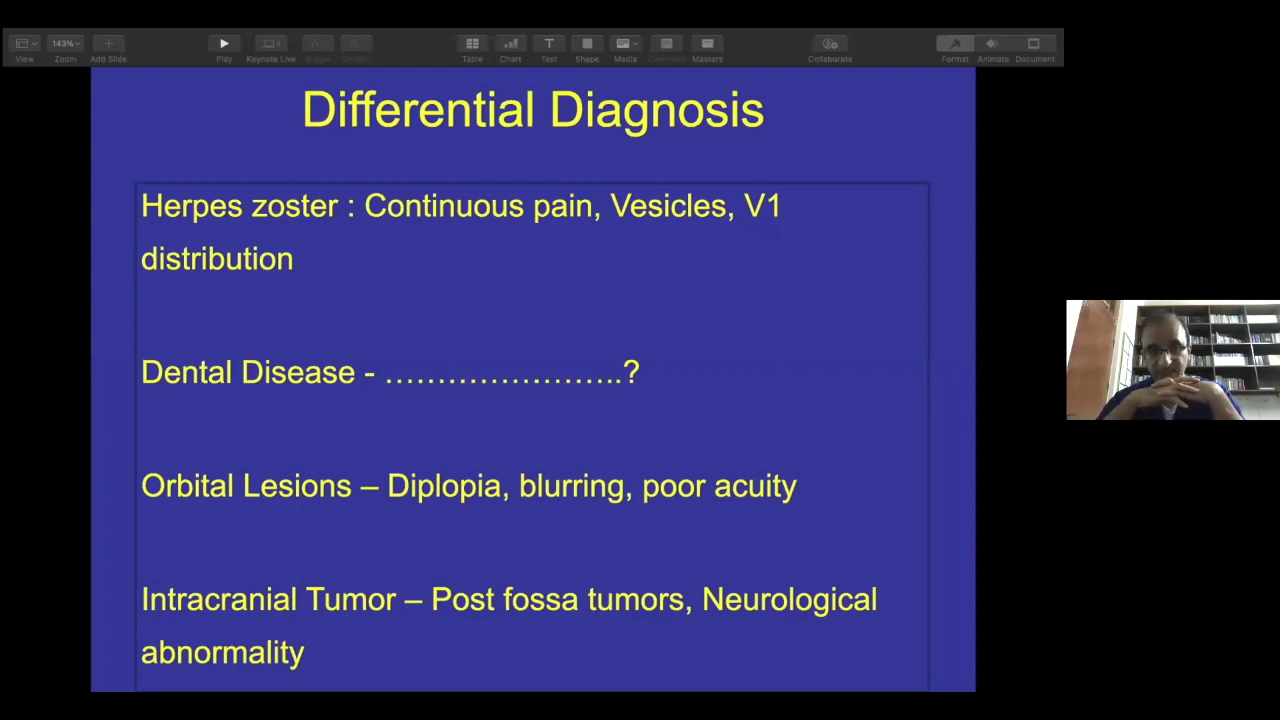 143%
View
Zoom
Add Slide
Play
Keynote Live
Table
Chart
Text
Shape
Media
Comment
Masters
Collaborate
Format
Animate
Document
Differential Diagnosis
Herpes zoster : Continuous pain, Vesicles, V1
distribution
Dental Disease - …………………..?
Orbital Lesions – Diplopia, blurring, poor acuity
Intracranial Tumor – Post fossa tumors, Neurological
abnormality